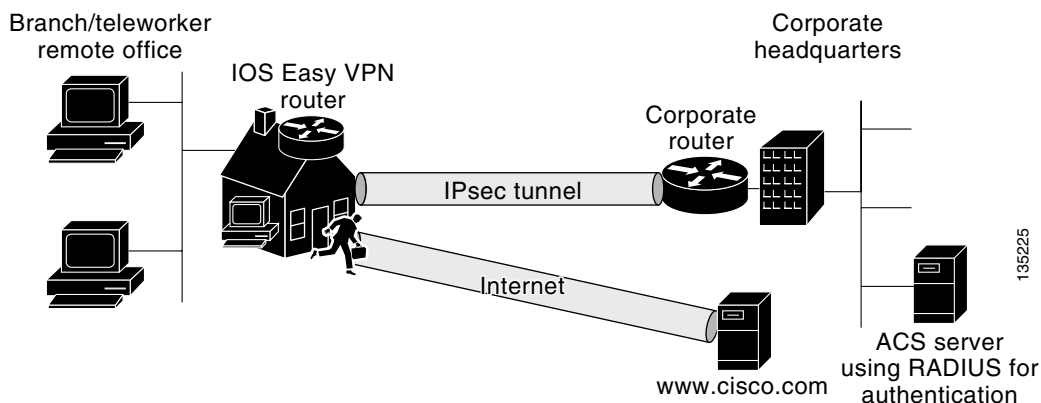 Branch/teleworker
remote office
IOS Easy VPN
router
Corporate
headquarters
Corporate
router
IPsec tunnel
Internet
www.cisco.com
ACS server
using RADIUS for
authentication
135225